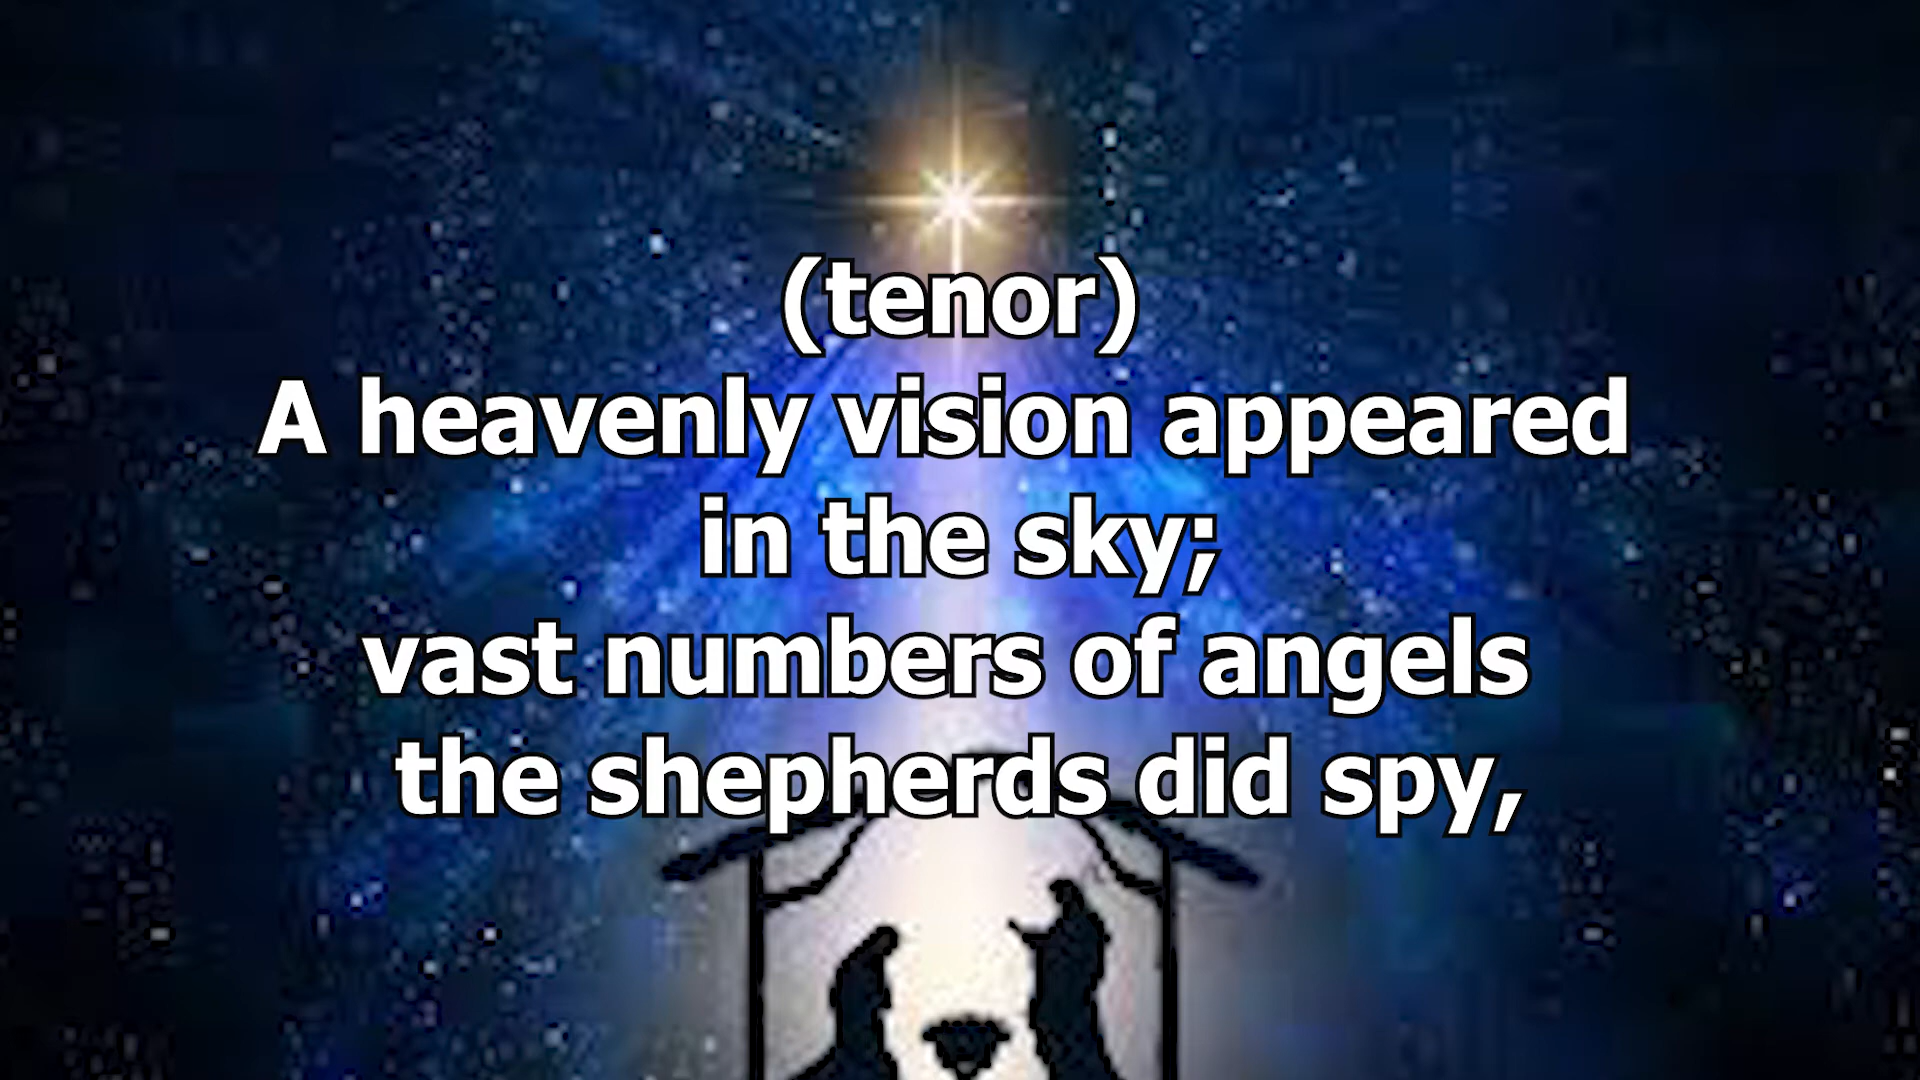 (tenor)
A heavenly vision appeared
in the sky;
vast numbers of angels
the shepherds did spy,